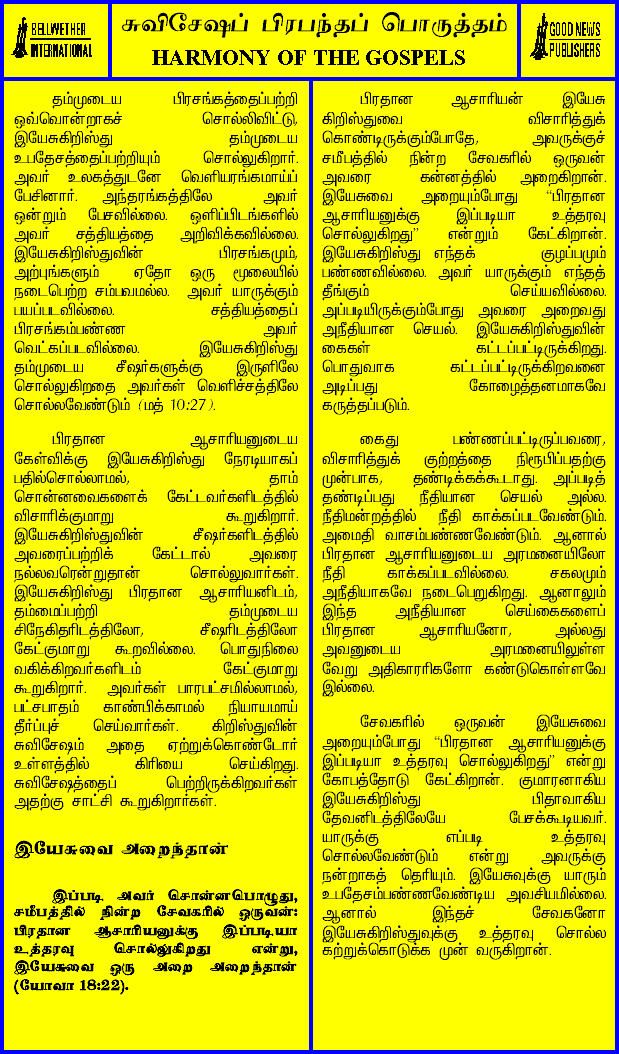 BELLWETHER
INTERNATIONAL
சுவிசேஷப் பிரபந்தப் பொருத்தம்
HARMONY OF THE GOSPELS
GOOD NEWS
PUBLISHERS
தம்முடைய பிரசங்கத்தைப்பற்றி
ஒவ்வொன்றாகச் சொல்லிவிட்டு,
இயேசுகிறிஸ்து தம்முடைய
உபதேசத்தைப்பற்றியும் சொல்லுகிறார்.
அவர் உலகத்துடனே வெளியரங்கமாய்ப்
பேசினார். அந்தரங்கத்திலே அவர்
ஒன்றும் பேசவில்லை. ஒளிப்பிடங்களில்
அவர் சத்தியத்தை அறிவிக்கவில்லை.
இயேசுகிறிஸ்துவின் பிரசங்கமும்,
அற்புங்களும் ஏதோ ஒரு மூலையில்
நடைபெற்ற சம்பவமல்ல. அவர் யாருக்கும்
பயப்படவில்லை. சத்தியத்தைப்
பிரசங்கம்பண்ண அவர்
வெட்கப்படவில்லை. இயேசுகிறிஸ்து
தம்முடைய சீஷர்களுக்கு இருளிலே
சொல்லுகிறதை அவர்கள் வெளிச்சத்திலே
சொல்லவேண்டும் (மத் 10:27).
பிரதான ஆசாரியனுடைய
கேள்விக்கு இயேசுகிறிஸ்து நேரடியாகப்
பதில்சொல்லாமல், தாம்
சொன்னவைகளைக் கேட்டவர்களிடத்தில்
விசாரிக்குமாறு கூறுகிறார்.
இயேசுகிறிஸ்துவின் சீஷர்களிடத்தில்
அவரைப்பற்றிக் கேட்டால் அவரை
நல்லவரென்றுதான் சொல்லுவார்கள்.
இயேசுகிறிஸ்து பிரதான ஆசாரியனிடம்,
தம்மைப்பற்றி தம்முடைய
சிநேகிதரிடத்திலோ, சீஷரிடத்திலோ
கேட்குமாறு கூறவில்லை. பொதுநிலை
வகிக்கிறவர்களிடம் கேட்குமாறு
கூறுகிறார். அவர்கள் பாரபட்சமில்லாமல்,
பட்சபாதம் காண்பிக்காமல் நியாயமாய்
தீர்ப்புச் செய்வார்கள். கிறிஸ்துவின்
சுவிசேஷம் அதை ஏற்றுக்கொண்டோர்
உள்ளத்தில் கிரியை செய்கிறது.
சுவிசேஷத்தைப் பெற்றிருக்கிறவர்கள்
அதற்கு சாட்சி கூறுகிறார்கள்.
இயேசுவை அறைந்தான்
இப்படி அவர் சொன்னபொழுது,
சமீபத்தில் நின்ற சேவகரில் ஒருவன்:
பிரதான ஆசாரியனுக்கு இப்படியா
உத்தரவு சொல்லுகிறது என்று,
இயேசுவை ஒரு அறை அறைந்தான்
(யோவா 18:22).
பிரதான ஆசாரியன் இயேசு
கிறிஸ்துவை விசாரித்துக்
கொண்டிருக்கும்போதே, அவருக்குச்
சமீபத்தில் நின்ற சேவகரில் ஒருவன்
அவரை கன்னத்தில் அறைகிறான்.
இயேசுவை அறையும்போது “பிரதான
ஆசாரியனுக்கு இப்படியா உத்தரவு
சொல்லுகிறது” என்றும் கேட்கிறான்.
இயேசுகிறிஸ்து எந்தக் குழப்பமும்
பண்ணவில்லை. அவர் யாருக்கும் எந்தத்
தீங்கும் செய்யவில்லை.
அப்படியிருக்கும்போது அவரை அறைவது
அநீதியான செயல். இயேசுகிறிஸ்துவின்
கைகள் கட்டப்பட்டிருக்கிறது.
பொதுவாக கட்டப்பட்டிருக்கிறவனை
அடிப்பது கோழைத்தனமாகவே
கருத்தப்படும்.
கைது பண்ணப்பட்டிருப்பவரை,
விசாரித்துக் குற்றத்தை நிரூபிப்பதற்கு
முன்பாக, தண்டிக்கக்கூடாது. அப்படித்
தண்டிப்பது நீதியான செயல் அல்ல.
நீதிமன்றத்தில் நீதி காக்கப்படவேண்டும்.
அமைதி வாசம்பண்ணவேண்டும். ஆனால்
பிரதான ஆசாரியனுடைய அரமனையிலோ
நீதி காக்கப்படவில்லை. சகலமும்
அநீதியாகவே நடைபெறுகிறது. ஆனாலும்
இந்த அநீதியான செய்கைகளைப்
பிரதான ஆசாரியனோ, அல்லது
அவனுடைய அரமனையிலுள்ள
வேறு அதிகாரரிகளோ கண்டுகொள்ளவே
இல்லை.
சேவகரில் ஒருவன் இயேசுவை
அறையும்போது “பிரதான ஆசாரியனுக்கு
இப்படியா உத்தரவு சொல்லுகிறது” என்று
கோபத்தோடு கேட்கிறான். குமாரனாகிய
இயேசுகிறிஸ்து பிதாவாகிய
தேவனிடத்திலேயே பேசக்கூடியவர்.
யாருக்கு எப்படி உத்தரவு
சொல்லவேண்டும் என்று அவருக்கு
நன்றாகத் தெரியும். இயேசுவுக்கு யாரும்
உபதேசம்பண்ணவேண்டிய அவசியமில்லை.
ஆனால் இந்தச் சேவகனோ
இயேசுகிறிஸ்துவுக்கு உத்தரவு சொல்ல
கற்றுக்கொடுக்க முன் வருகிறான்.